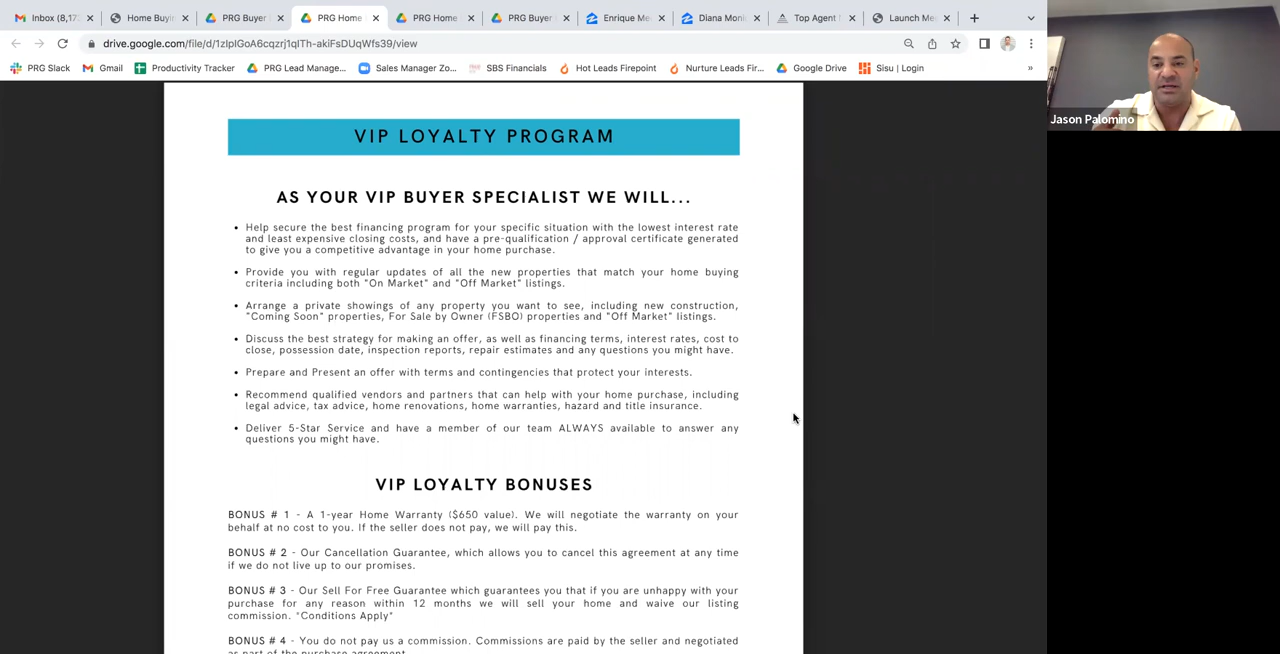 Inbox (8,17
Home Buyin
PRG Buyer
PRG Home
PRG Home
PRG Buyer
Enrique Me
Diana Moni
Top Agent
Launch Me
drive.google.com/file/d/1zIpIGoA6cqzrj1qITh-akiFsDUqWfs39/view
PRG Slack
Gmail
Productivity Tracker
PRG Lead Manage...
Sales Manager Zo...
SBS Financials
Hot Leads Firepoint
Nurture Leads Fir...
Google Drive
Sisu | Login
»
Jason Palomino
VIP LOYALTY PROGRAM
AS YOUR VIP BUYER SPECIALIST WE WILL...
• Help secure the best financing program for your specific situation with the lowest interest rate
and least expensive closing costs, and have a pre-qualification / approval certificate generated
to give you a competitive advantage in your home purchase.
• Provide you with regular updates of all the new properties that match your home buying
criteria including both "On Market" and "Off Market" listings.
• Arrange a private showings of any property you want to see, including new construction,
"Coming Soon" properties, For Sale by Owner (FSBO) properties and "Off Market" listings.
• Discuss the best strategy for making an offer, as well as financing terms, interest rates, cost to
close, possession date, inspection reports, repair estimates and any questions you might have.
• Prepare and Present an offer with terms and contingencies that protect your interests.
• Recommend qualified vendors and partners that can help with your home purchase, including
legal advice, tax advice, home renovations, home warranties, hazard and title insurance.
• Deliver 5-Star Service and have a member of our team ALWAYS available to answer any
questions you might have.
VIP LOYALTY BONUSES
BONUS # 1 - A 1-year Home Warranty ($650 value). We will negotiate the warranty on your
behalf at no cost to you. If the seller does not pay, we will pay this.
BONUS # 2 - Our Cancellation Guarantee, which allows you to cancel this agreement at any time
if we do not live up to our promises.
BONUS # 3 - Our Sell For Free Guarantee which guarantees you that if you are unhappy with your
purchase for any reason within 12 months we will sell your home and waive our listing
commission. *Conditions Apply*
BONUS # 4 - You do not pay us a commission. Commissions are paid by the seller and negotiated
as part of the purchase agreement.